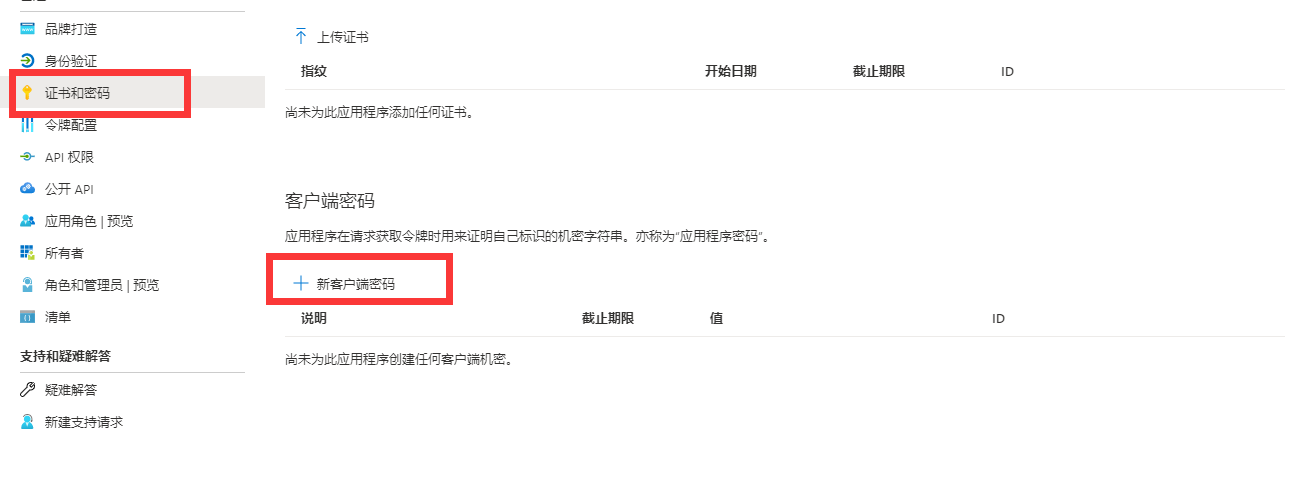 品牌打造
身份验证
证书和密码
令牌配置
API 权限
公开 API
应用角色 | 预览
所有者
角色和管理员 | 预览
清单
支持和疑难解答
疑难解答
新建支持请求
上传证书
指纹 开始日期 截止期限 ID
尚未为此应用程序添加任何证书。
客户端密码
应用程序在请求获取令牌时用来证明自己标识的机密字符串。亦称为“应用程序密码”。
新客户端密码
说明 截止期限 值 ID
尚未为此应用程序创建任何客户端机密。